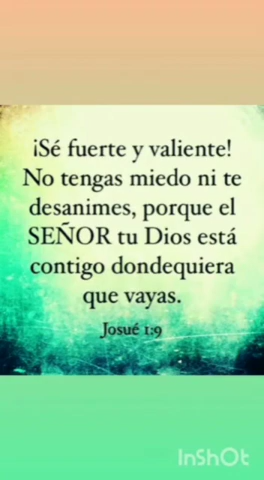 ¡Sé fuerte y valiente!
No tengas miedo ni te
desanimes, porque el
SEÑOR tu Dios está
contigo dondequiera
que vayas.
Josué 1:9
InShOt